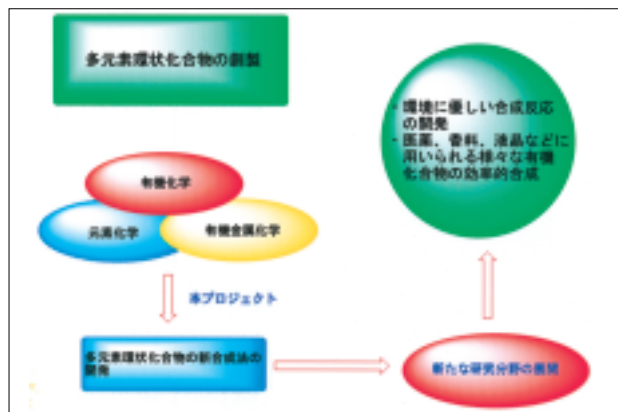 多元素環状化合物の創製
・環境に優しい合成反応
の開発
・医薬、香料、液晶などに
用いられる様々な有機
化合物の効率的合成
有機化学
元素化学
有機金属化学
本プロジェクト
多元素環状化合物の新合成法の
開発
新たな研究分野の展開